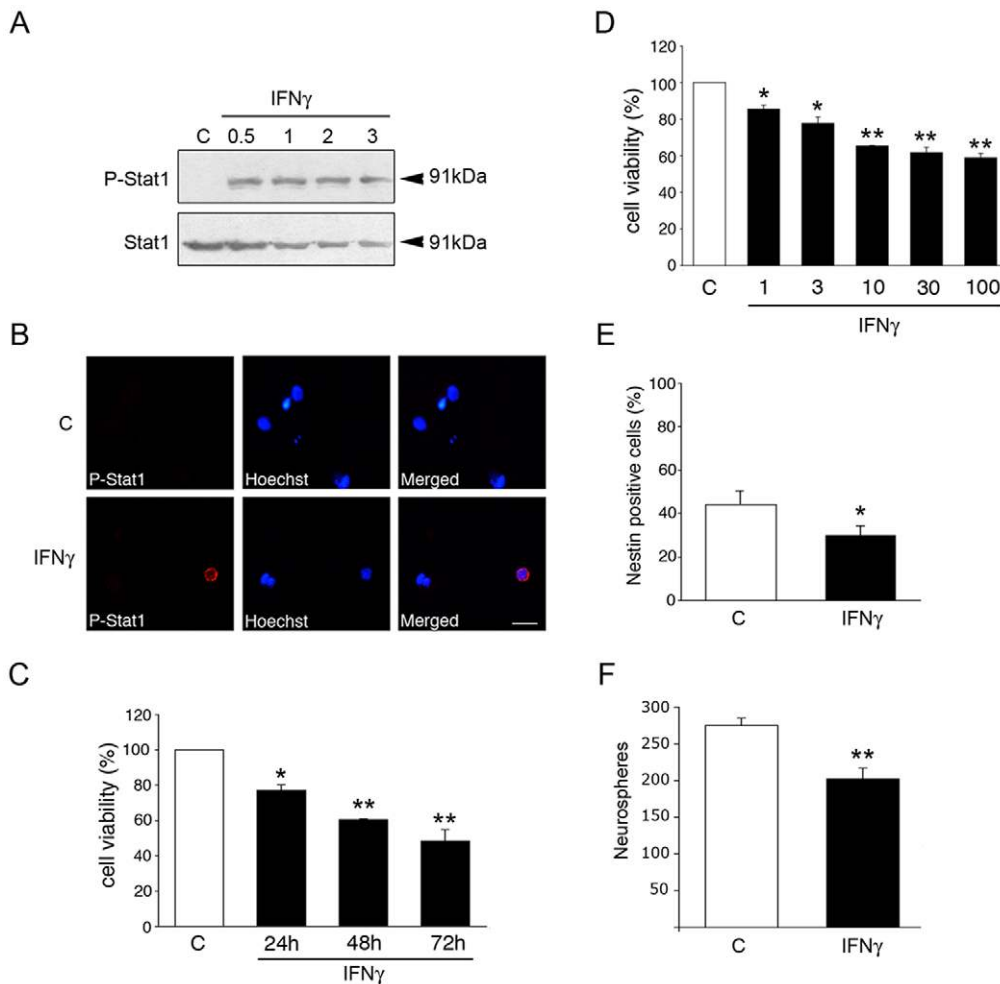 A
IFNγ
C 0.5 1 2 3
P-Stat1 91kDa
Stat1 91kDa
B
C
P-Stat1 Hoechst Merged
IFNγ
P-Stat1 Hoechst Merged
C
cell viability (%)
120
100
80
60
40
20
0
* ** **
C 24h 48h 72h
IFNγ
D
cell viability (%)
120
100
80
60
40
20
0
* * ** ** **
C 1 3 10 30 100
IFNγ
E
Nestin positive cells (%)
100
80
60
40
20
0
*
C IFNγ
F
Neurospheres
300
250
200
150
100
50
**
C IFNγ